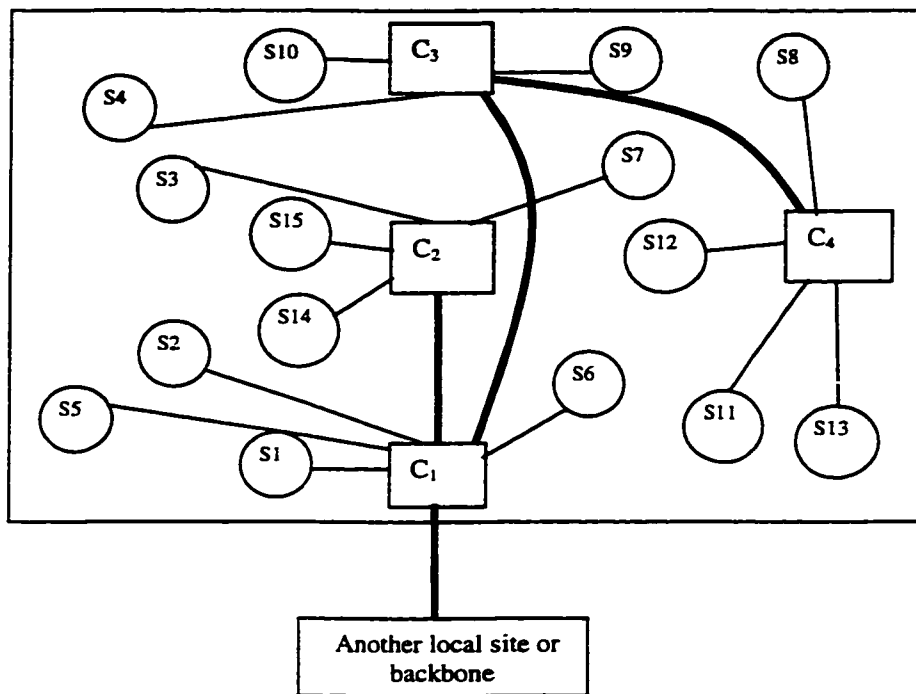 S10
C₃
S9
S8
S4
S3
S7
S15
C₂
S12
C₄
S14
S2
S6
S5
S11
S13
S1
C₁
Another local site or
backbone